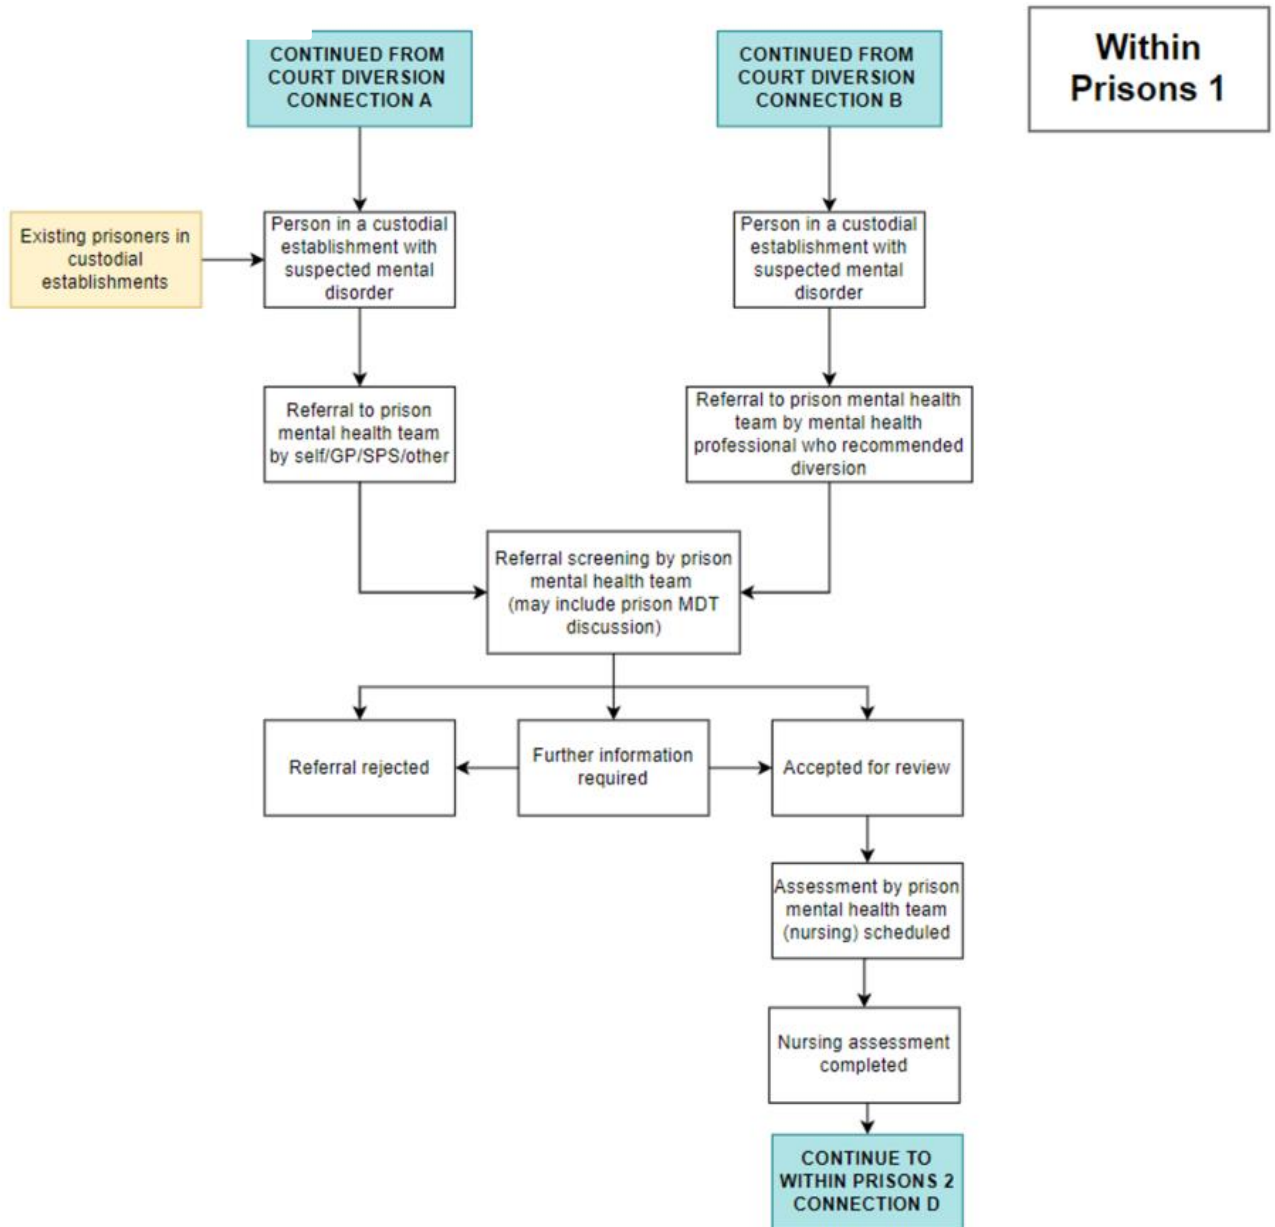 CONTINUED FROM
COURT DIVERSION
CONNECTION A
CONTINUED FROM
COURT DIVERSION
CONNECTION B
Within
Prisons 1
Existing prisoners in
custodial
establishments
Person in a custodial
establishment with
suspected mental
disorder
Person in a custodial
establishment with
suspected mental
disorder
Referral to prison
mental health team
by self/GP/SPS/other
Referral to prison mental health
team by mental health
professional who recommended
diversion
Referral screening by prison
mental health team
(may include prison MDT
discussion)
Referral rejected
Further information
required
Accepted for review
Assessment by prison
mental health team
(nursing) scheduled
Nursing assessment
completed
CONTINUE TO
WITHIN PRISONS 2
CONNECTION D